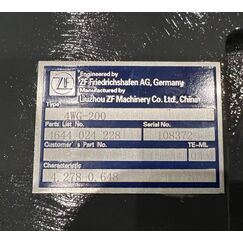 Engineered by
ZF
ZF Friedrichshafen AG, Germany
Manufactured by
Liuzhou ZF Machinery Co. Ltd., China
Type
4WG-200
Parts List No. Serial No.
4644 024 228 108372
Customer's Part No. TE-ML
Characteristic
4,278-0,648